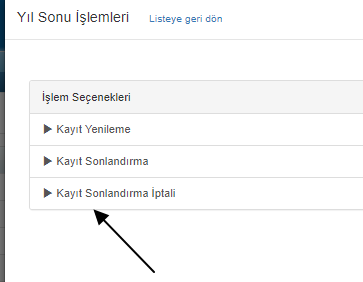 Yıl Sonu İşlemleri Listeye geri dön
İşlem Seçenekleri
Kayıt Yenileme
Kayıt Sonlandırma
Kayıt Sonlandırma İptali